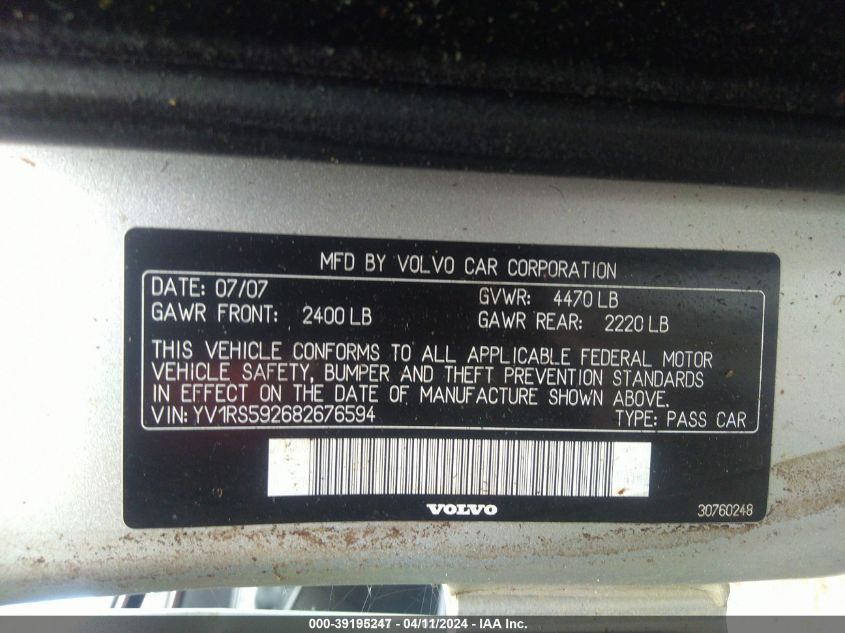 MFD BY VOLVO CAR CORPORATION
DATE: 07/07 GVWR: 4470 LB
GAWR FRONT: 2400 LB GAWR REAR: 2220 LB
THIS VEHICLE CONFORMS TO ALL APPLICABLE FEDERAL MOTOR
VEHICLE SAFETY, BUMPER AND THEFT PREVENTION STANDARDS
IN EFFECT ON THE DATE OF MANUFACTURE SHOWN ABOVE.
VIN: YV1RS592682676594 TYPE: PASS CAR
VOLVO 30760248
000-39195247 - 04/11/2024 - IAA Inc.